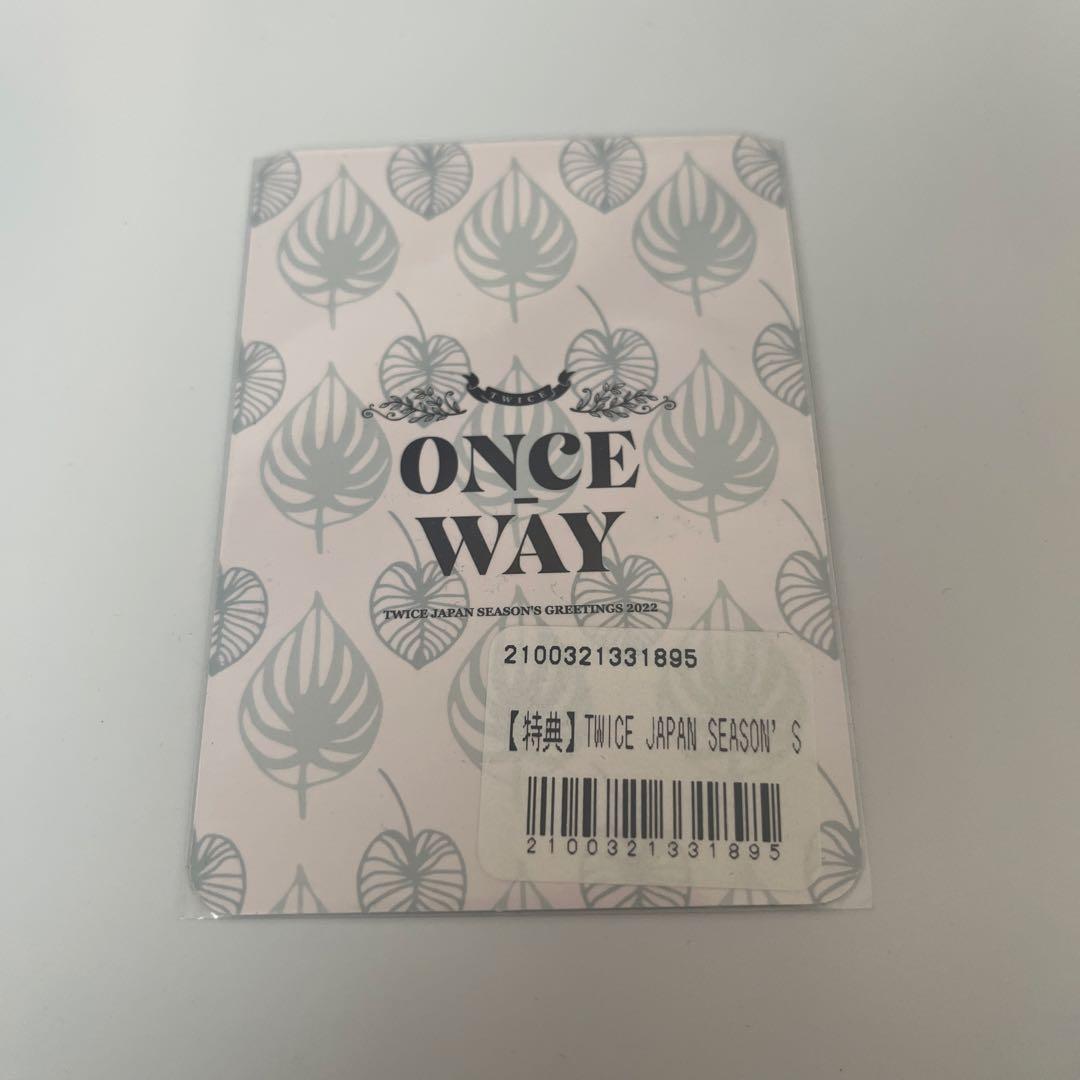 TWICE
ONCE
-
WAY
TWICE JAPAN SEASON'S GREETINGS 2022
2100321331895
【特典】TWICE JAPAN SEASON'S
2100321331895